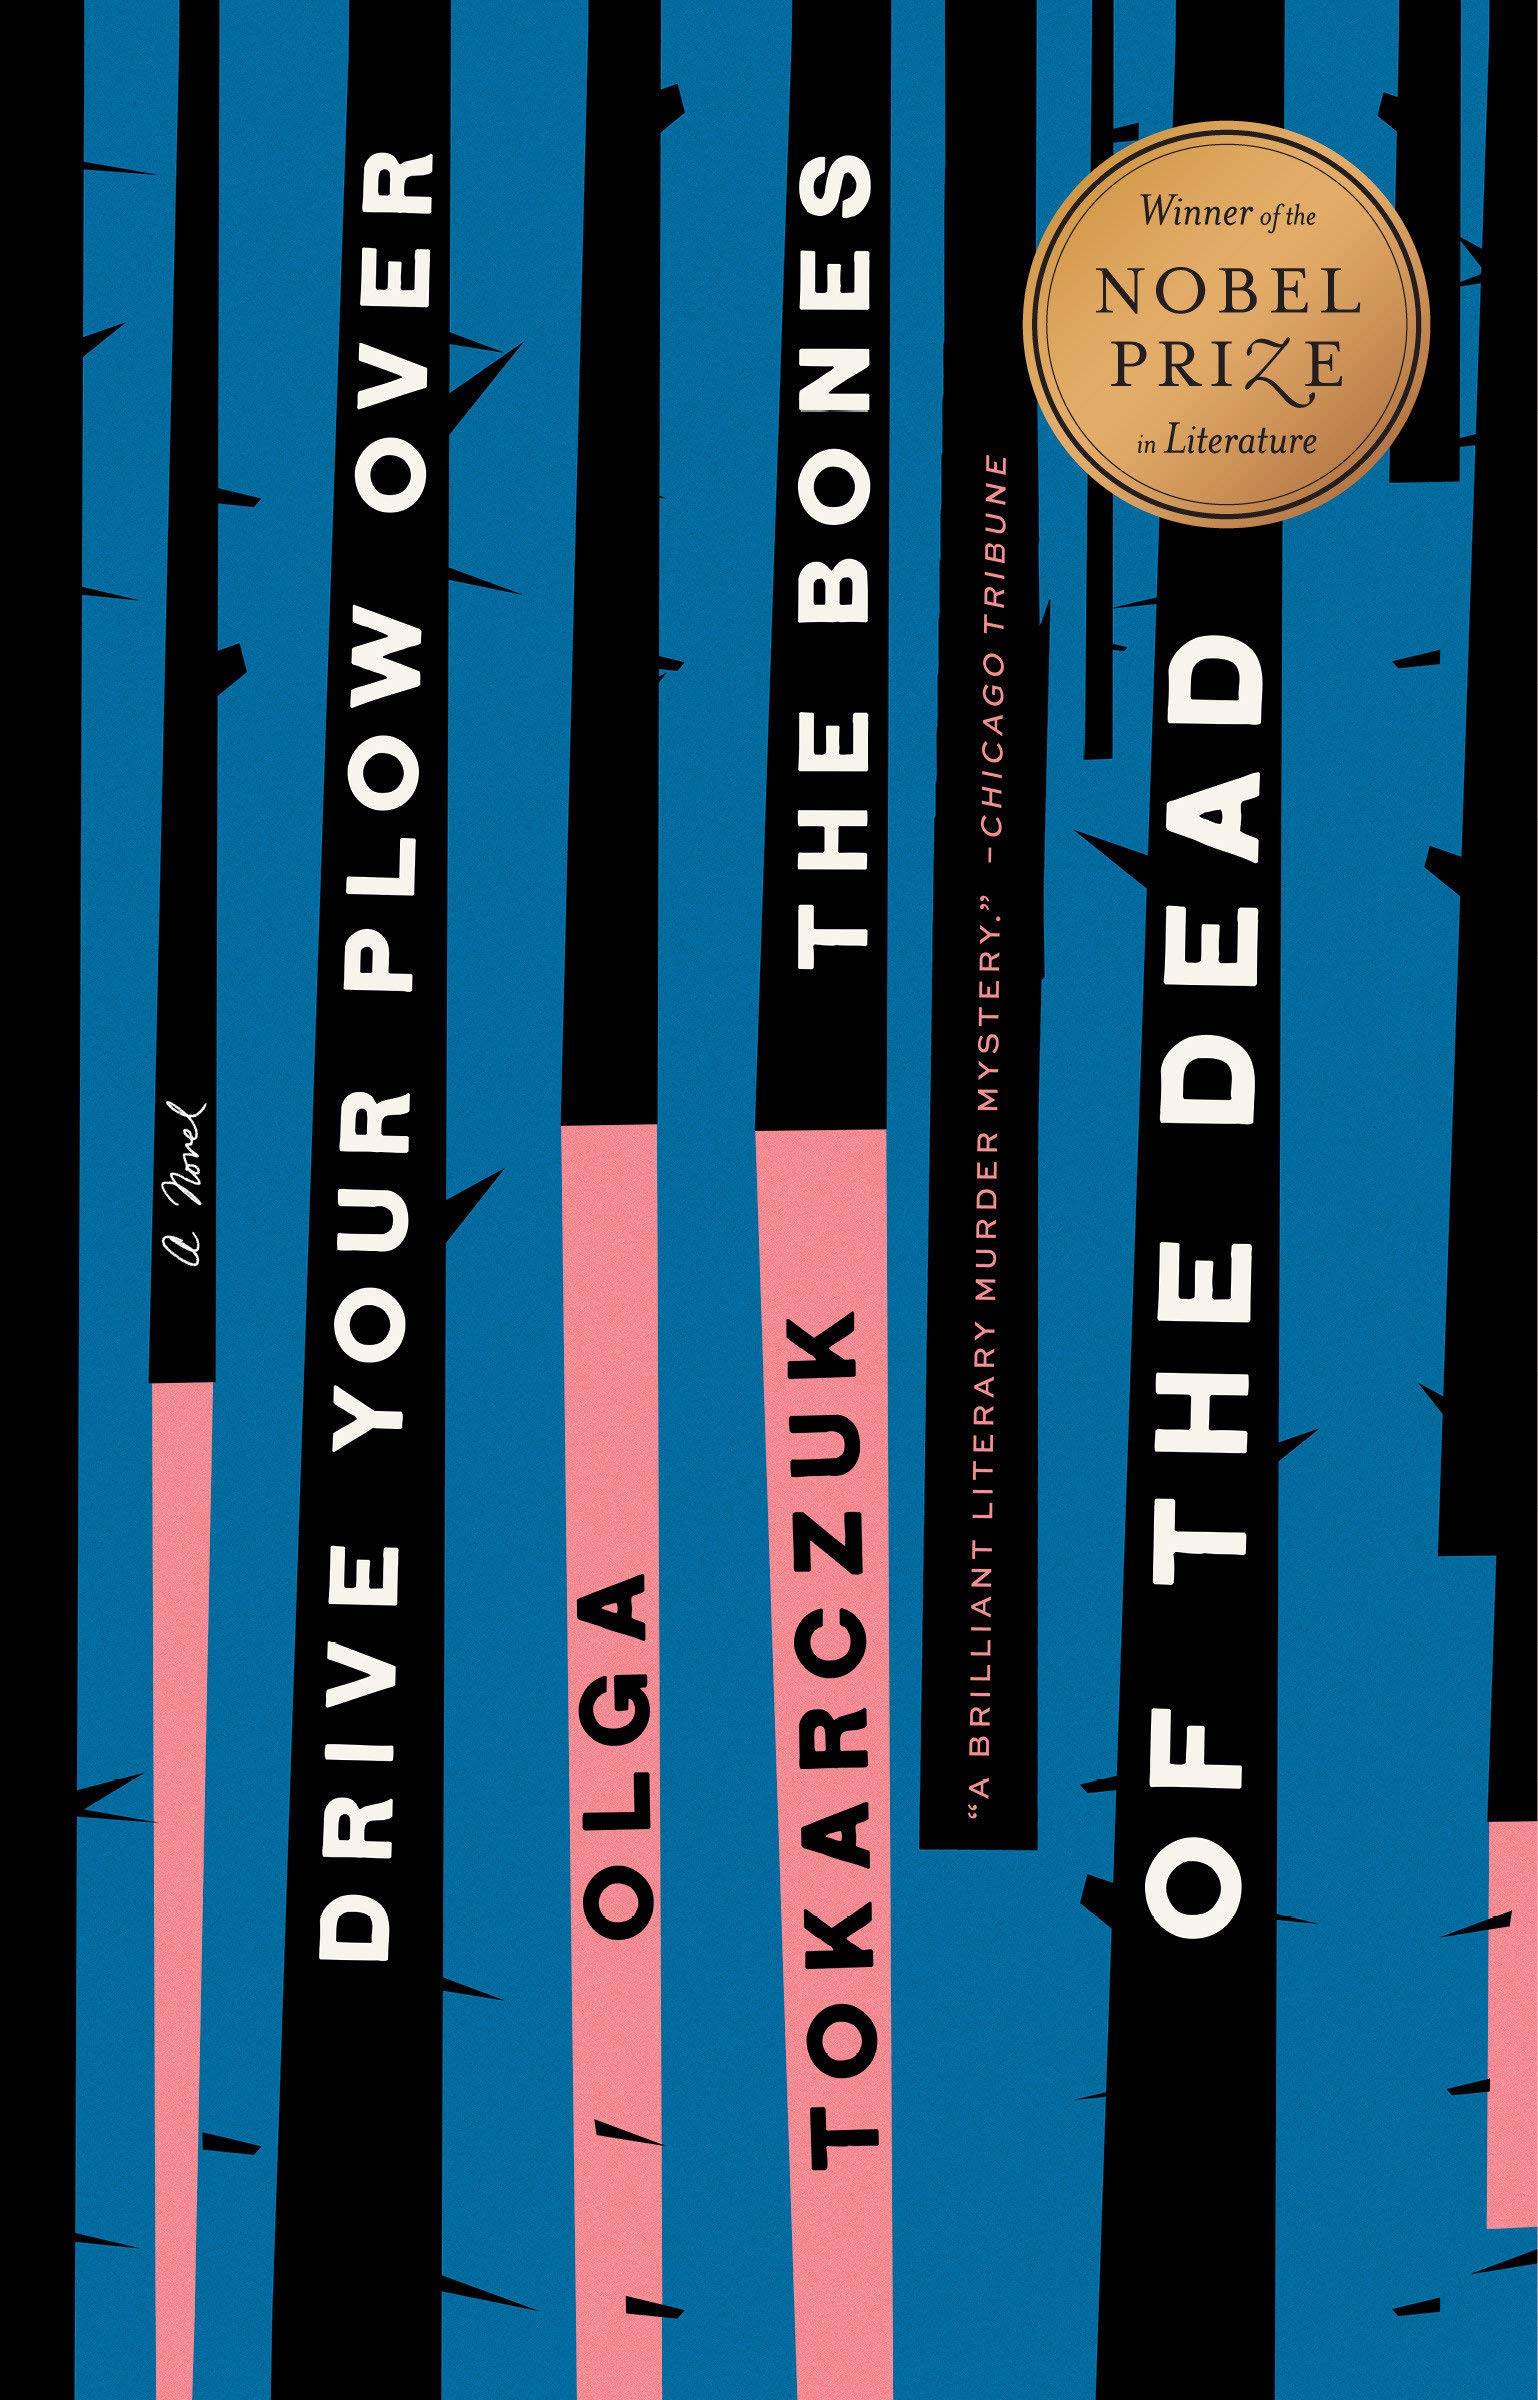 A Novel
DRIVE YOUR PLOW OVER
THE BONES
OF THE DEAD
OLGA
TOKARCZUK
“A BRILLIANT LITERARY MURDER MYSTERY.” –CHICAGO TRIBUNE
Winner of the
NOBEL
PRIZE
in Literature